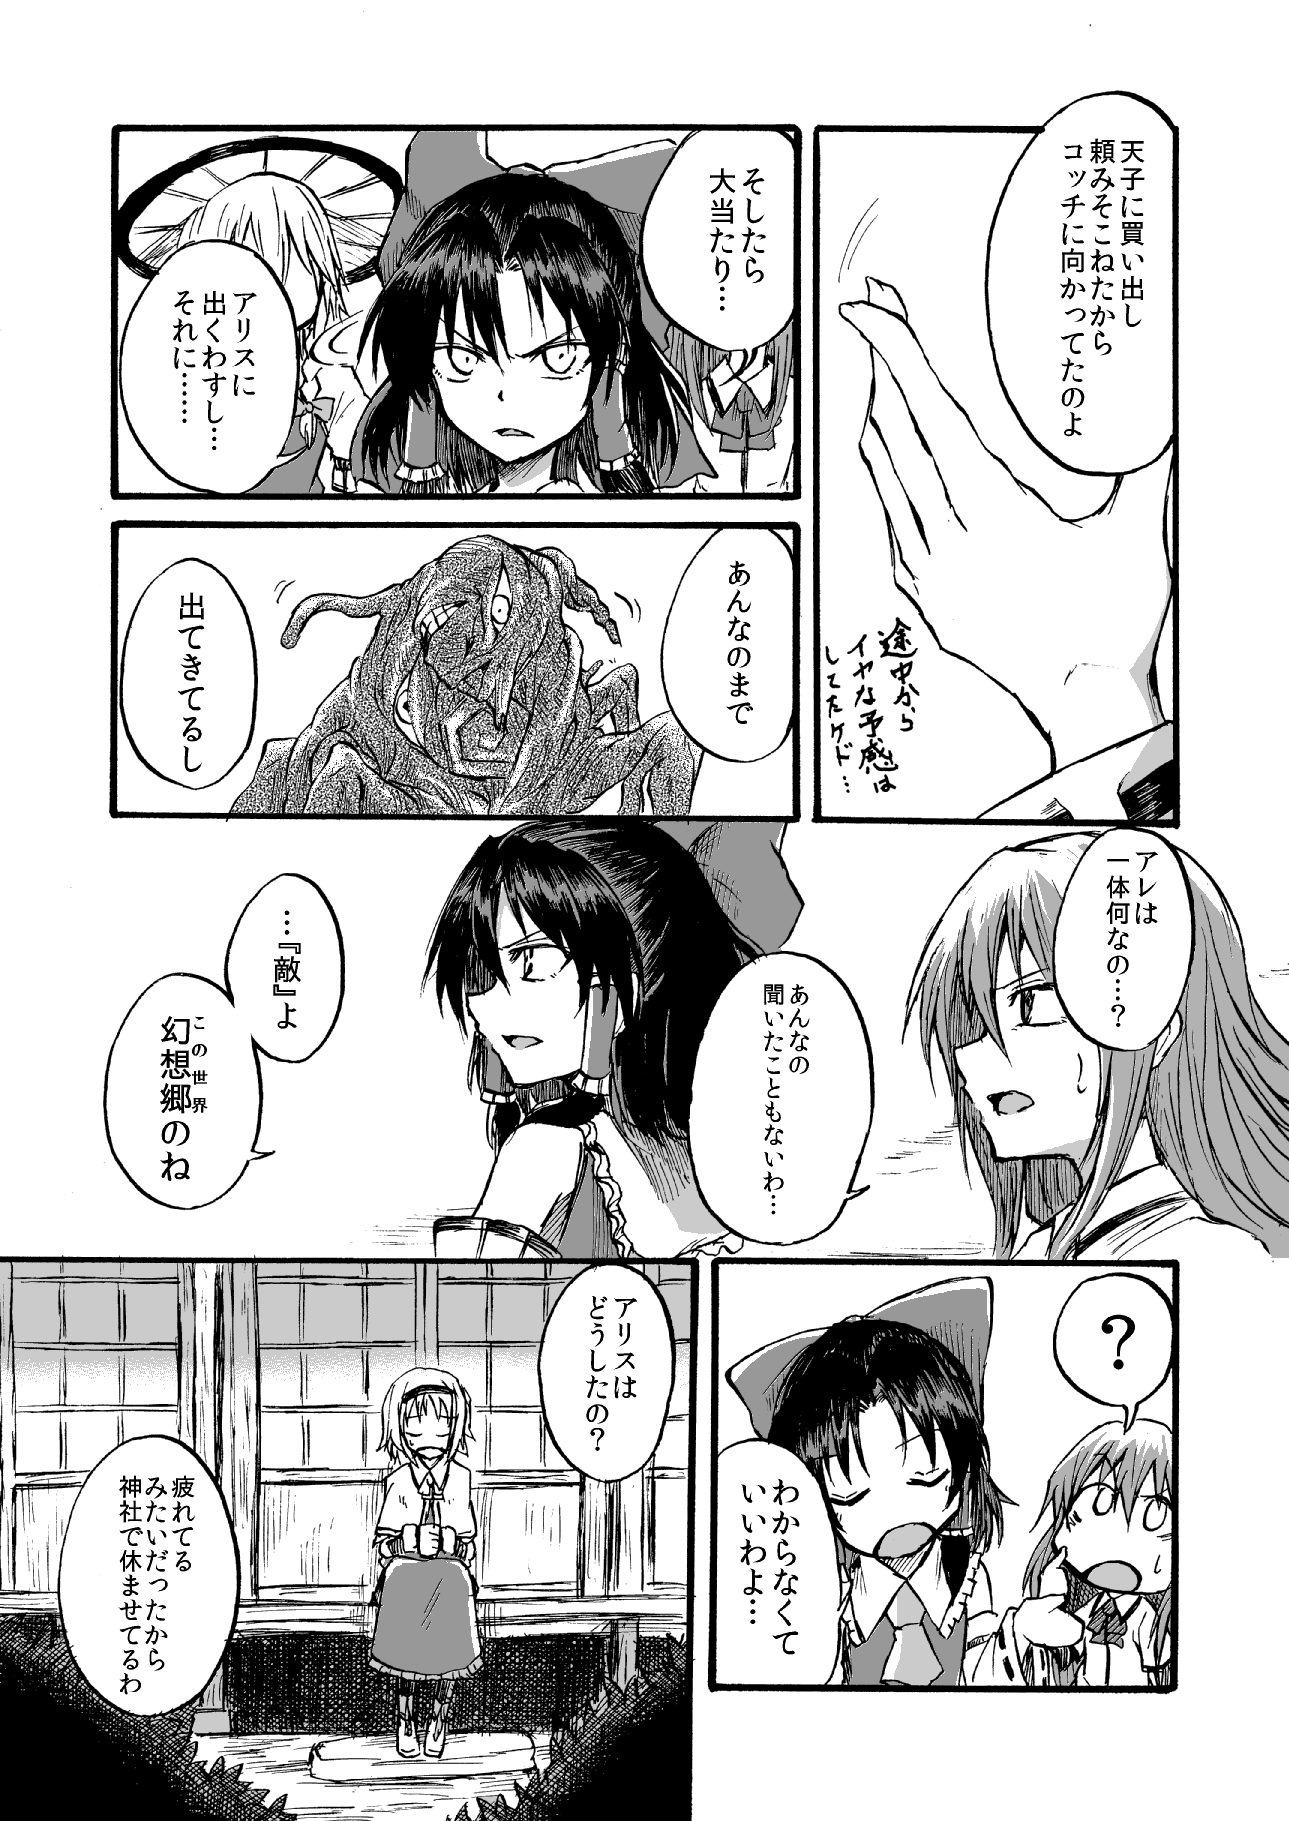 天子に買い出し
頼みそこねたから
コッチに向かってたのよ
途中から
イヤな予感は
してたケド…
そしたら
大当たり…
アリスに
出くわすし…
それに……
あんなのまで
出てきてるし
アレは
一体何なの…?
あんなの
聞いたこともないわ…
…『敵』よ
この世界
幻想郷のね
?
わからなくて
いいわよ…
アリスは
どうしたの?
疲れてる
みたいだったから
神社で休ませてるわ